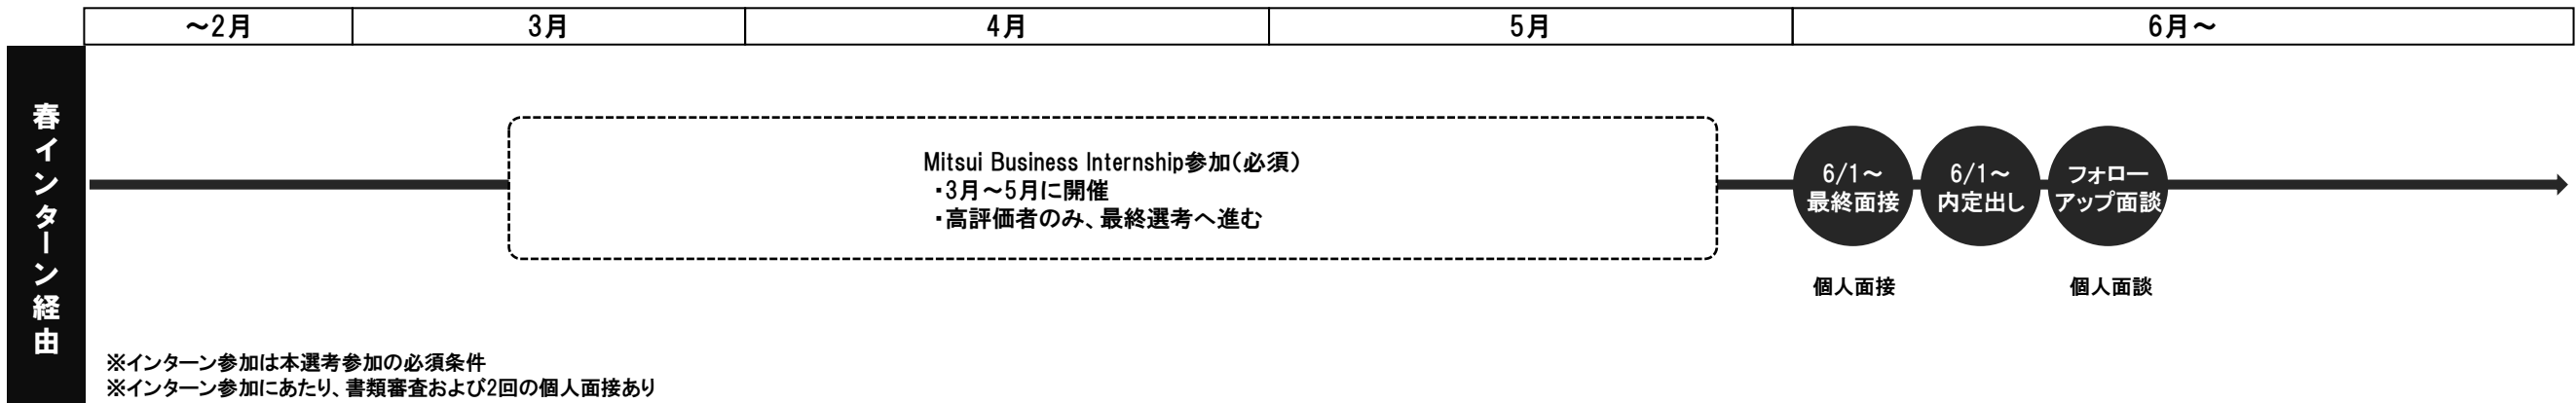 ～2月
3月
4月
5月
6月～
春インターン経由
Mitsui Business Internship参加（必須）
・3月～5月に開催
・高評価者のみ、最終選考へ進む
6/1～
最終面接
6/1～
内定出し
フォロー
アップ面談
個人面接
個人面談
※インターン参加は本選考参加の必須条件
※インターン参加にあたり、書類審査および2回の個人面接あり